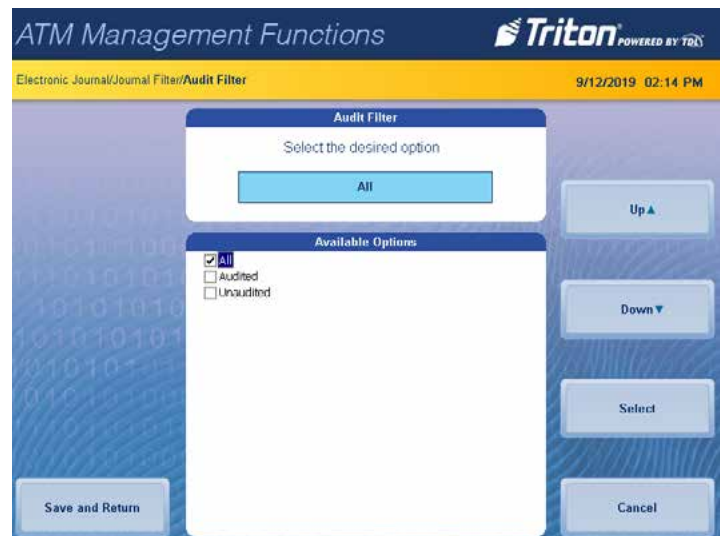 ATM Management Functions
Triton POWERED BY TDIS
Electronic Journal/Journal Filter/Audit Filter
9/12/2019 02:14 PM
Audit Filter
Select the desired option
All
Available Options
All
Audited
Unaudited
Up
Down
Select
Save and Return
Cancel